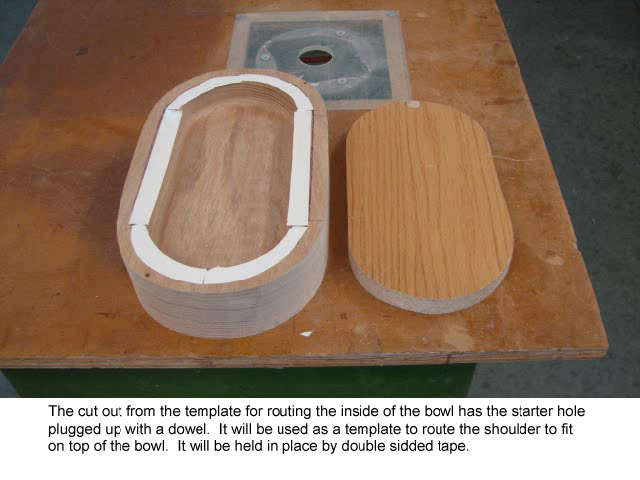 The cut out from the template for routing the inside of the bowl has the starter hole
plugged up with a dowel.  It will be used as a template to route the shoulder to fit
on top of the bowl.  It will be held in place by double sidded tape.